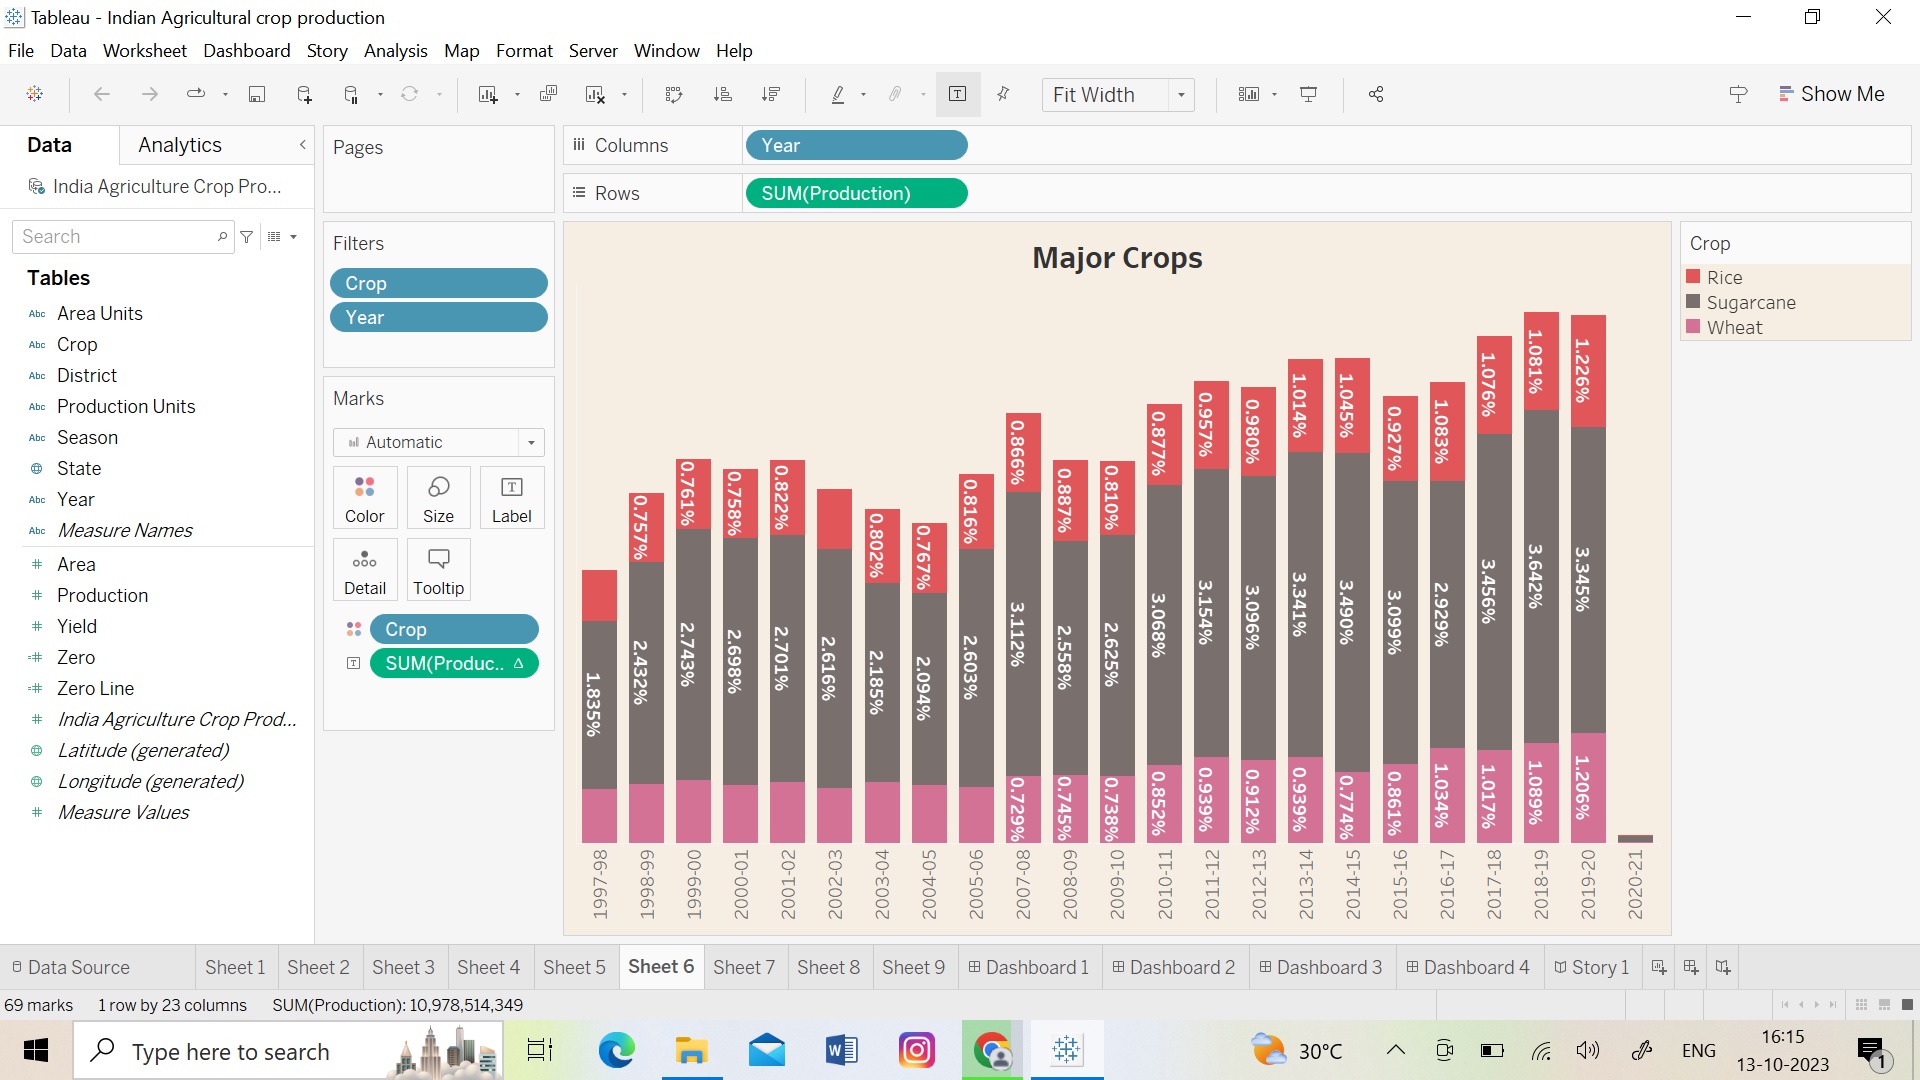 Tableau - Indian Agricultural crop production
File Data Worksheet Dashboard Story Analysis Map Format Server Window Help
Fit Width
Show Me
Data Analytics
India Agriculture Crop Pro...
Search
Tables
Abc Area Units
Abc Crop
Abc District
Abc Production Units
Abc Season
State
Abc Year
Abc Measure Names
# Area
# Production
# Yield
=# Zero
=# Zero Line
# India Agriculture Crop Prod...
Latitude (generated)
Longitude (generated)
# Measure Values
Pages
Filters
Crop
Year
Marks
Automatic
Color Size Label
Detail Tooltip
Crop
SUM(Produc.. Δ
Columns Year
Rows SUM(Production)
Major Crops
0.757%
0.761%
0.758%
0.822%
0.802%
0.767%
0.816%
0.866%
0.887%
0.810%
0.877%
0.957%
0.980%
1.014%
1.045%
0.927%
1.083%
1.076%
1.081%
1.226%
1.835%
2.432%
2.743%
2.698%
2.701%
2.616%
2.185%
2.094%
2.603%
3.112%
2.558%
2.625%
3.068%
3.154%
3.096%
3.341%
3.490%
3.099%
2.929%
3.456%
3.642%
3.345%
0.729%
0.745%
0.738%
0.852%
0.939%
0.912%
0.939%
0.774%
0.861%
1.034%
1.017%
1.089%
1.206%
1997-98
1998-99
1999-00
2000-01
2001-02
2002-03
2003-04
2004-05
2005-06
2007-08
2008-09
2009-10
2010-11
2011-12
2012-13
2013-14
2014-15
2015-16
2016-17
2017-18
2018-19
2019-20
2020-21
Crop
Rice
Sugarcane
Wheat
Data Source Sheet 1 Sheet 2 Sheet 3 Sheet 4 Sheet 5 Sheet 6 Sheet 7 Sheet 8 Sheet 9 Dashboard 1 Dashboard 2 Dashboard 3 Dashboard 4 Story 1
69 marks 1 row by 23 columns SUM(Production): 10,978,514,349
Type here to search
30°C
ENG
16:15
13-10-2023
1